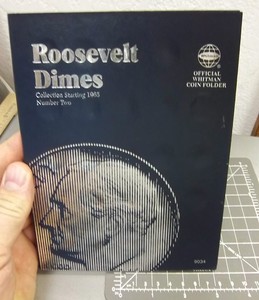 Roosevelt
Dimes
Collection Starting 1965
Number Two
OFFICIAL
WHITMAN
COIN FOLDER
9034